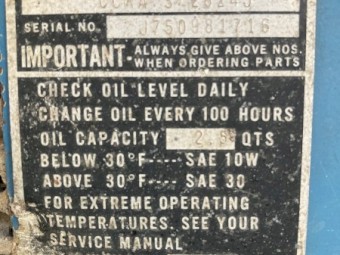 SERIAL NO. J750981716
IMPORTANT- ALWAYS GIVE ABOVE NOS.
WHEN ORDERING PARTS
CHECK OIL LEVEL DAILY
CHANGE OIL EVERY 100 HOURS
OIL CAPACITY QTS
BELOW 30°F---- SAE 10W
ABOVE 30°F---- SAE 30
FOR EXTREME OPERATING
TEMPERATURES. SEE YOUR
SERVICE MANUAL